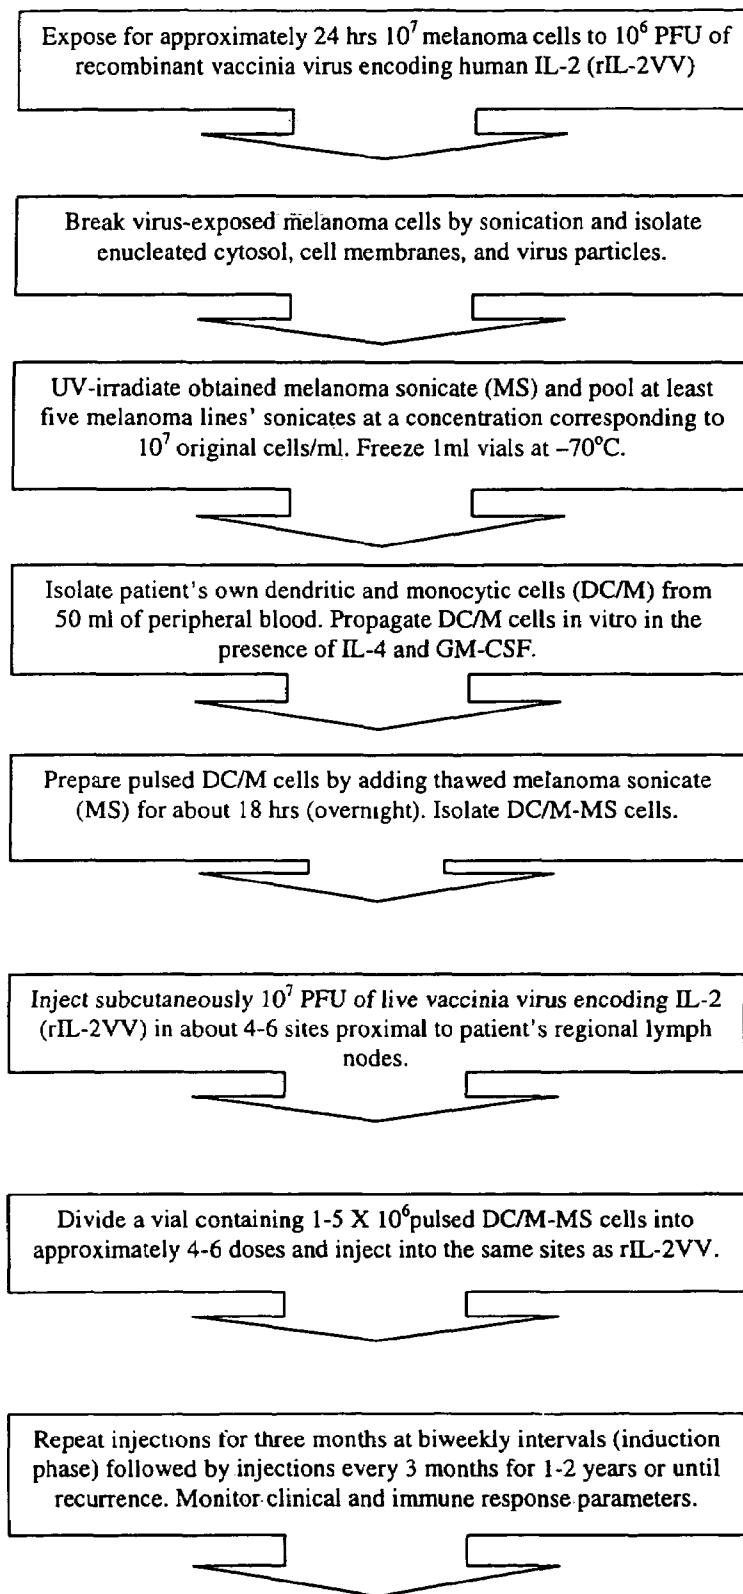 Expose for approximately 24 hrs 10⁷ melanoma cells to 10⁶ PFU of
recombinant vaccinia virus encoding human IL-2 (rIL-2VV)
Break virus-exposed melanoma cells by sonication and isolate
enucleated cytosol, cell membranes, and virus particles.
UV-irradiate obtained melanoma sonicate (MS) and pool at least
five melanoma lines' sonicates at a concentration corresponding to
10⁷ original cells/ml. Freeze 1ml vials at –70°C.
Isolate patient's own dendritic and monocytic cells (DC/M) from
50 ml of peripheral blood. Propagate DC/M cells in vitro in the
presence of IL-4 and GM-CSF.
Prepare pulsed DC/M cells by adding thawed melanoma sonicate
(MS) for about 18 hrs (overnight). Isolate DC/M-MS cells.
Inject subcutaneously 10⁷ PFU of live vaccinia virus encoding IL-2
(rIL-2VV) in about 4-6 sites proximal to patient's regional lymph
nodes.
Divide a vial containing 1-5 X 10⁶pulsed DC/M-MS cells into
approximately 4-6 doses and inject into the same sites as rIL-2VV.
Repeat injections for three months at biweekly intervals (induction
phase) followed by injections every 3 months for 1-2 years or until
recurrence. Monitor clinical and immune response parameters.